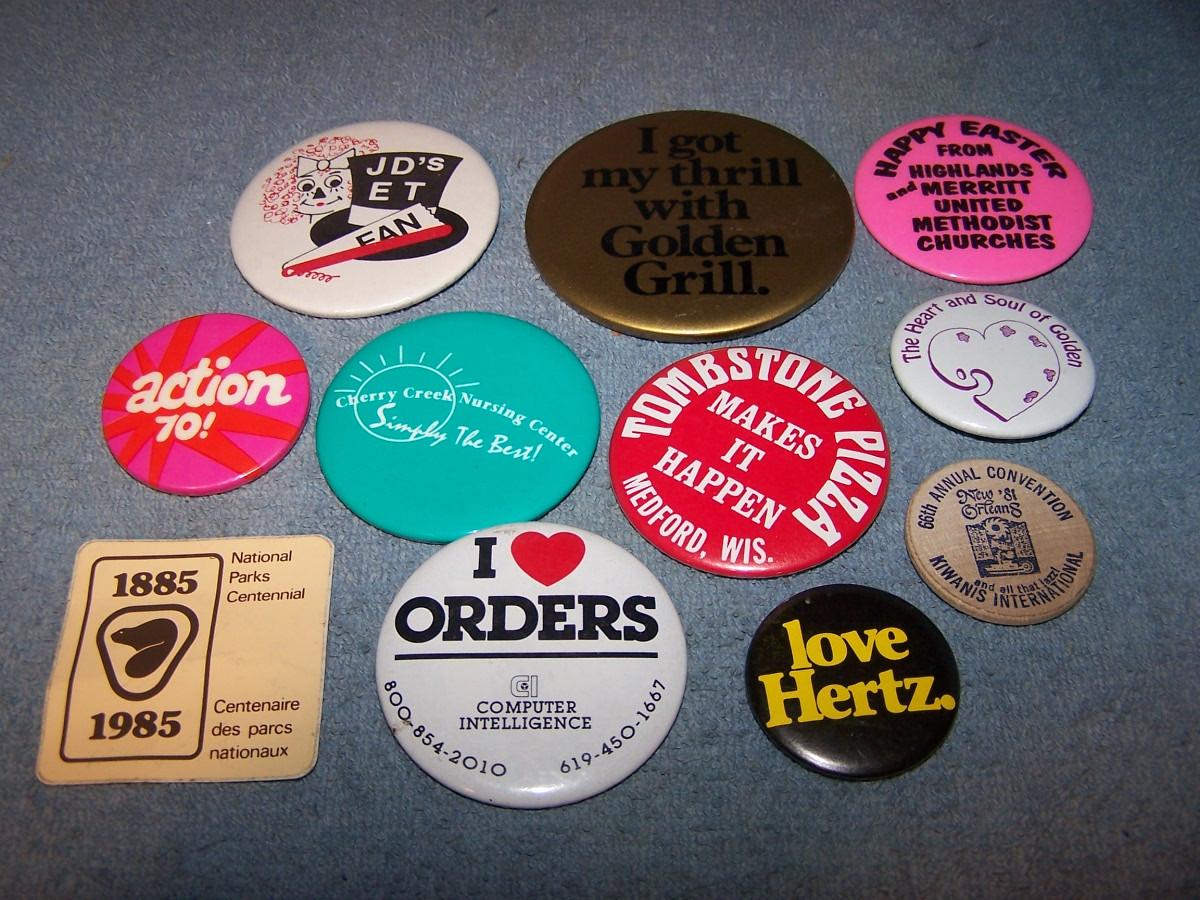 JD's
ET
FAN
I got
my thrill
with
Golden
Grill.
HAPPY EASTER
FROM
HIGHLANDS
and MERRITT
UNITED
METHODIST
CHURCHES
action
70!
Cherry Creek Nursing Center
Simply The Best!
TOMBSTONE PIZZA
MAKES
IT
HAPPEN
MEDFORD, WIS.
The Heart and Soul of Golden
66th ANNUAL CONVENTION
New '81
Orleans
and all that jazz!
KIWANIS INTERNATIONAL
1885
1985
National
Parks
Centennial
Centenaire
des parcs
nationaux
I ♥
ORDERS
CI
COMPUTER
INTELLIGENCE
800-854-2010
619-450-1667
love
Hertz.